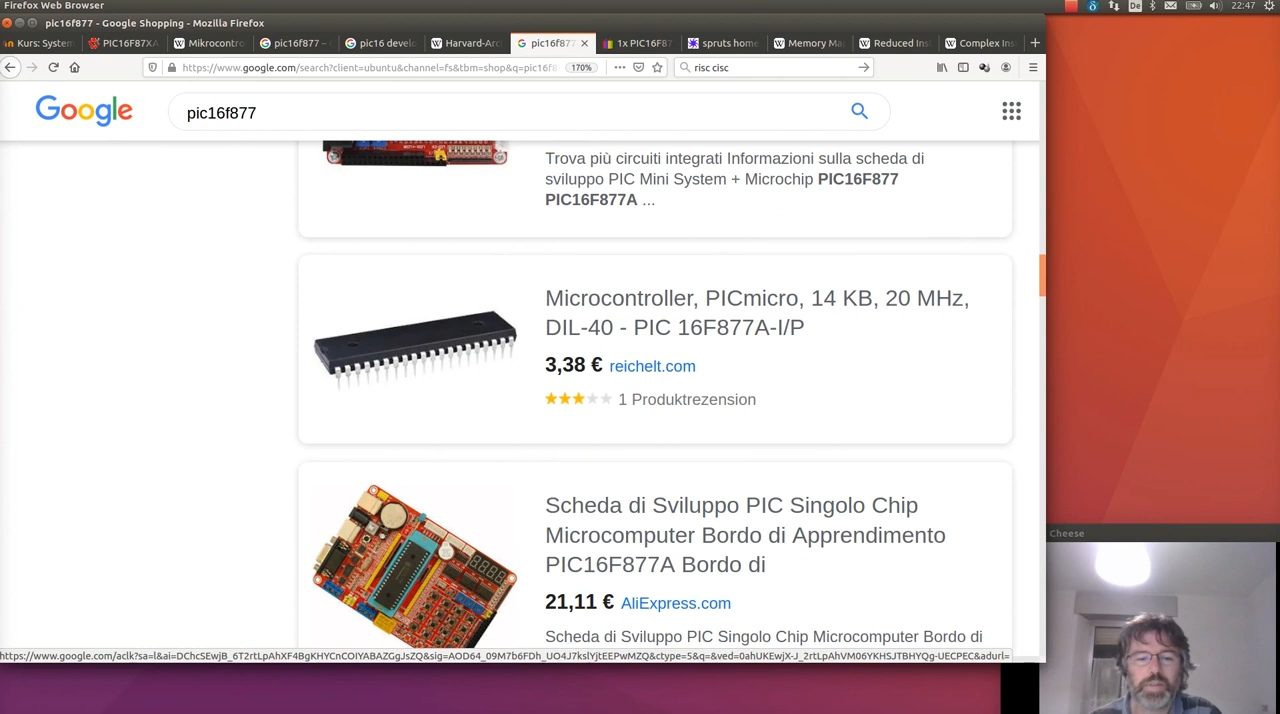 Firefox Web Browser
De
22:47
pic16f877 - Google Shopping - Mozilla Firefox
in Kurs: System
PIC16F87XA
Mikrocontro
pic16f877 –
pic16 devel
Harvard-Arc
pic16f877
1x PIC16F87
spruts home
Memory Ma
Reduced Ins
Complex Ins
https://www.google.com/search?client=ubuntu&channel=fs&tbm=shop&q=pic16f8
170%
risc cisc
Google
pic16f877
Trova più circuiti integrati Informazioni sulla scheda di
sviluppo PIC Mini System + Microchip PIC16F877
PIC16F877A ...
Microcontroller, PICmicro, 14 KB, 20 MHz,
DIL-40 - PIC 16F877A-I/P
3,38 € reichelt.com
1 Produktrezension
Scheda di Sviluppo PIC Singolo Chip
Microcomputer Bordo di Apprendimento
PIC16F877A Bordo di
21,11 € AliExpress.com
Scheda di Sviluppo PIC Singolo Chip Microcomputer Bordo di
Cheese